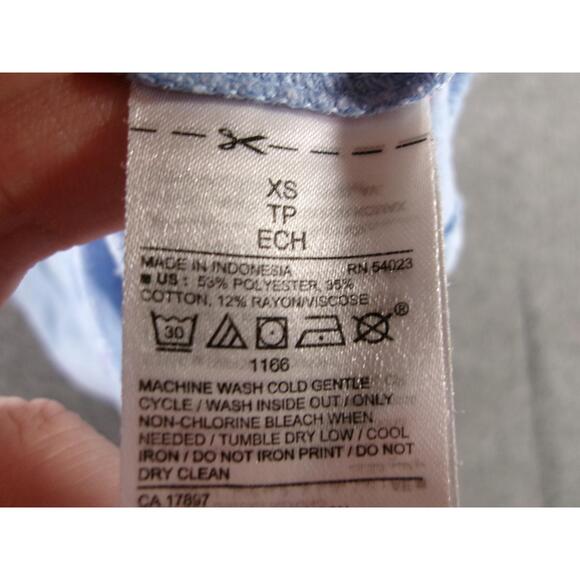 XS
TP
ECH
MADE IN INDONESIA RN 54023
■ US : 53% POLYESTER, 35%
COTTON, 12% RAYON/VISCOSE
30
®
1166
MACHINE WASH COLD GENTLE
CYCLE / WASH INSIDE OUT / ONLY
NON-CHLORINE BLEACH WHEN
NEEDED / TUMBLE DRY LOW / COOL
IRON / DO NOT IRON PRINT / DO NOT
DRY CLEAN
CA 17897